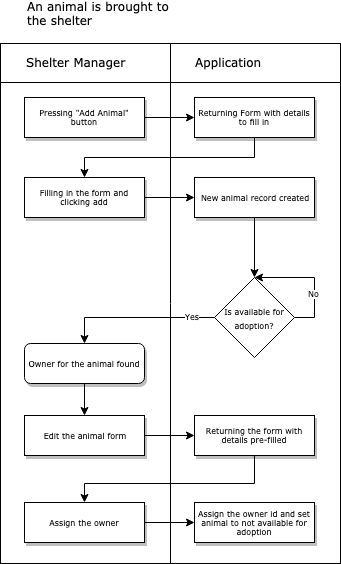 An animal is brought to
the shelter
Shelter Manager
Application
Pressing "Add Animal"
button
Returning Form with details
to fill in
Filling in the form and
clicking add
New animal record created
Is available for
adoption?
No
Yes
Owner for the animal found
Edit the animal form
Returning the form with
details pre-filled
Assign the owner
Assign the owner id and set
animal to not available for
adoption